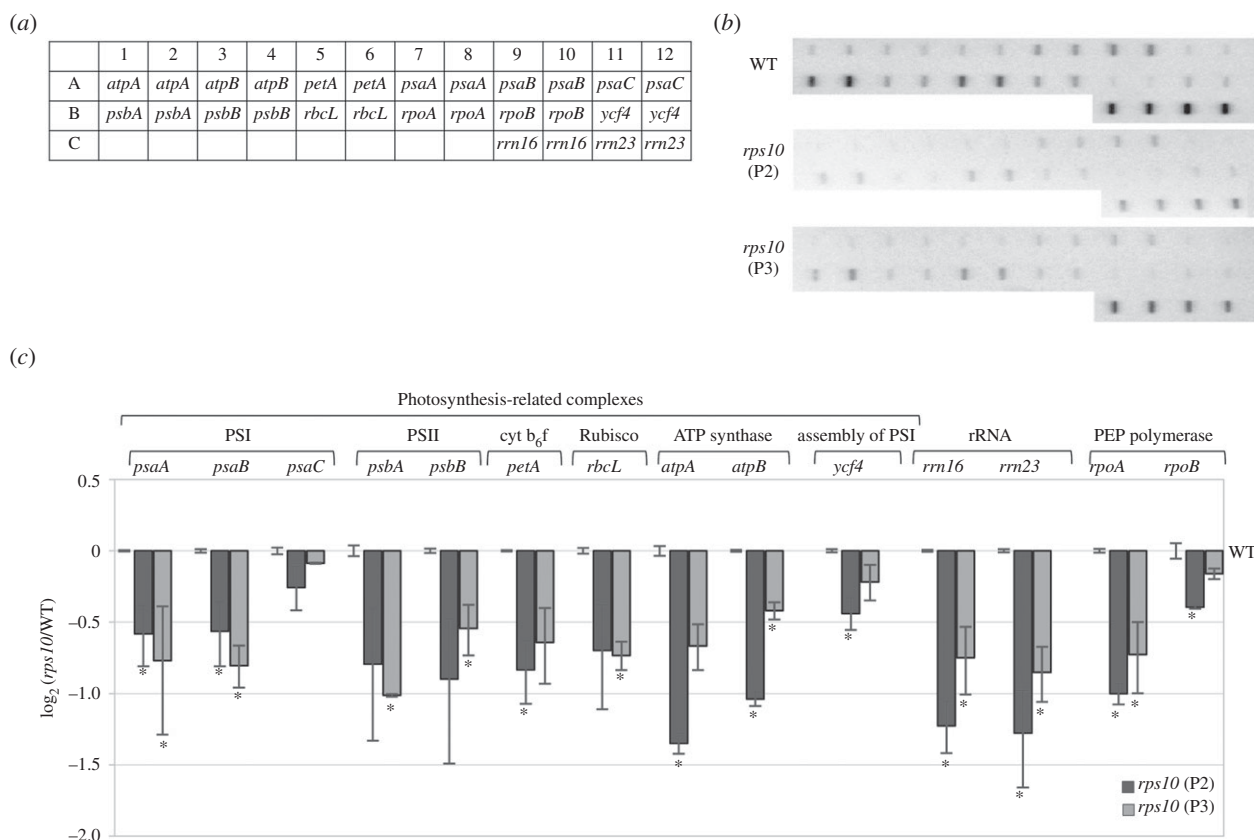 (a)
1 2 3 4 5 6 7 8 9 10 11 12
A atpA atpA atpB atpB petA petA psaA psaA psaB psaB psaC psaC
B psbA psbA psbB psbB rbcL rbcL rpoA rpoA rpoB rpoB ycf4 ycf4
C rrn16 rrn16 rrn23 rrn23
(b)
WT
rps10
(P2)
rps10
(P3)
(c)
Photosynthesis-related complexes
PSI PSII cyt b₆f Rubisco ATP synthase assembly of PSI rRNA PEP polymerase
psaA psaB psaC psbA psbB petA rbcL atpA atpB ycf4 rrn16 rrn23 rpoA rpoB
0.5
0
−0.5
−1.0
−1.5
−2.0
log₂ (rps10/WT)
WT
* * * * * * * * * * * * * * * * * * *
rps10 (P2)
rps10 (P3)